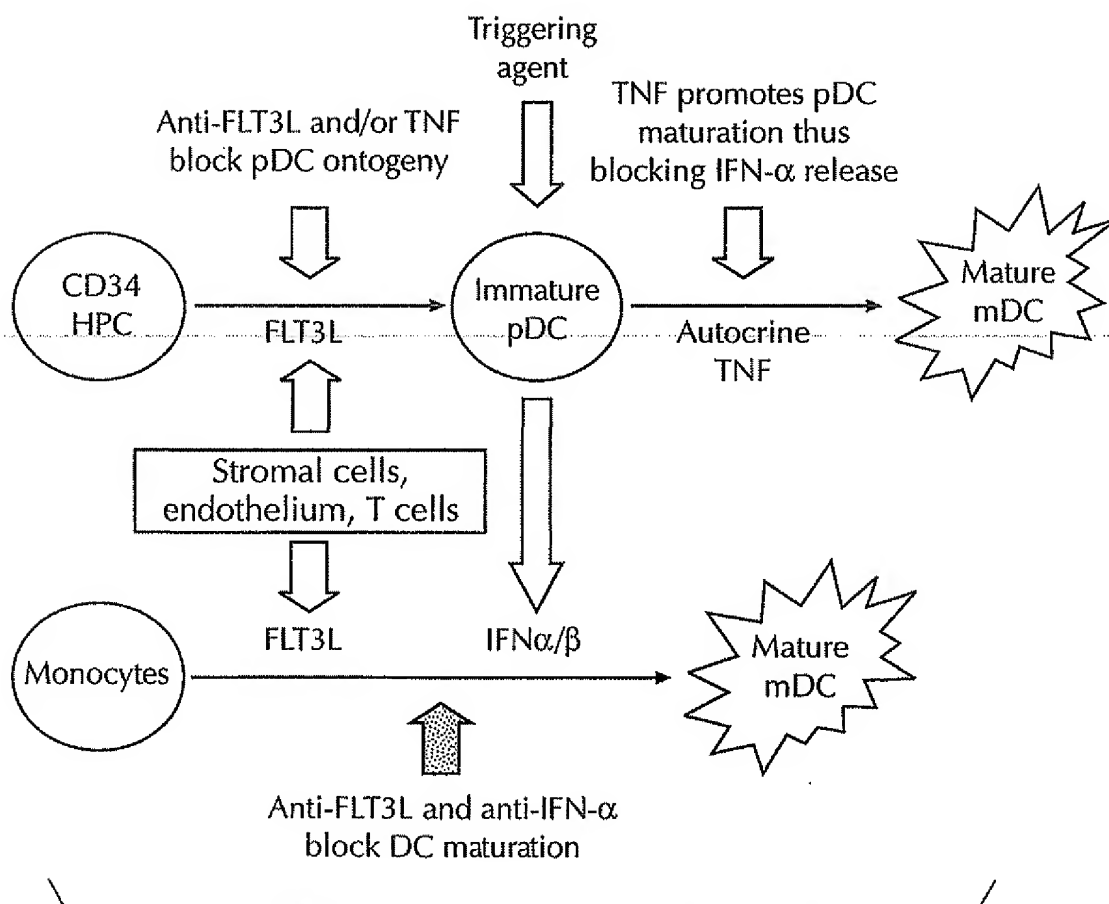 Triggering
agent
Anti-FLT3L and/or TNF
block pDC ontogeny
TNF promotes pDC
maturation thus
blocking IFN-α release
CD34
HPC
FLT3L
Immature
pDC
Autocrine
TNF
Mature
mDC
Stromal cells,
endothelium, T cells
Monocytes
FLT3L
IFNα/β
Mature
mDC
Anti-FLT3L and anti-IFN-α
block DC maturation